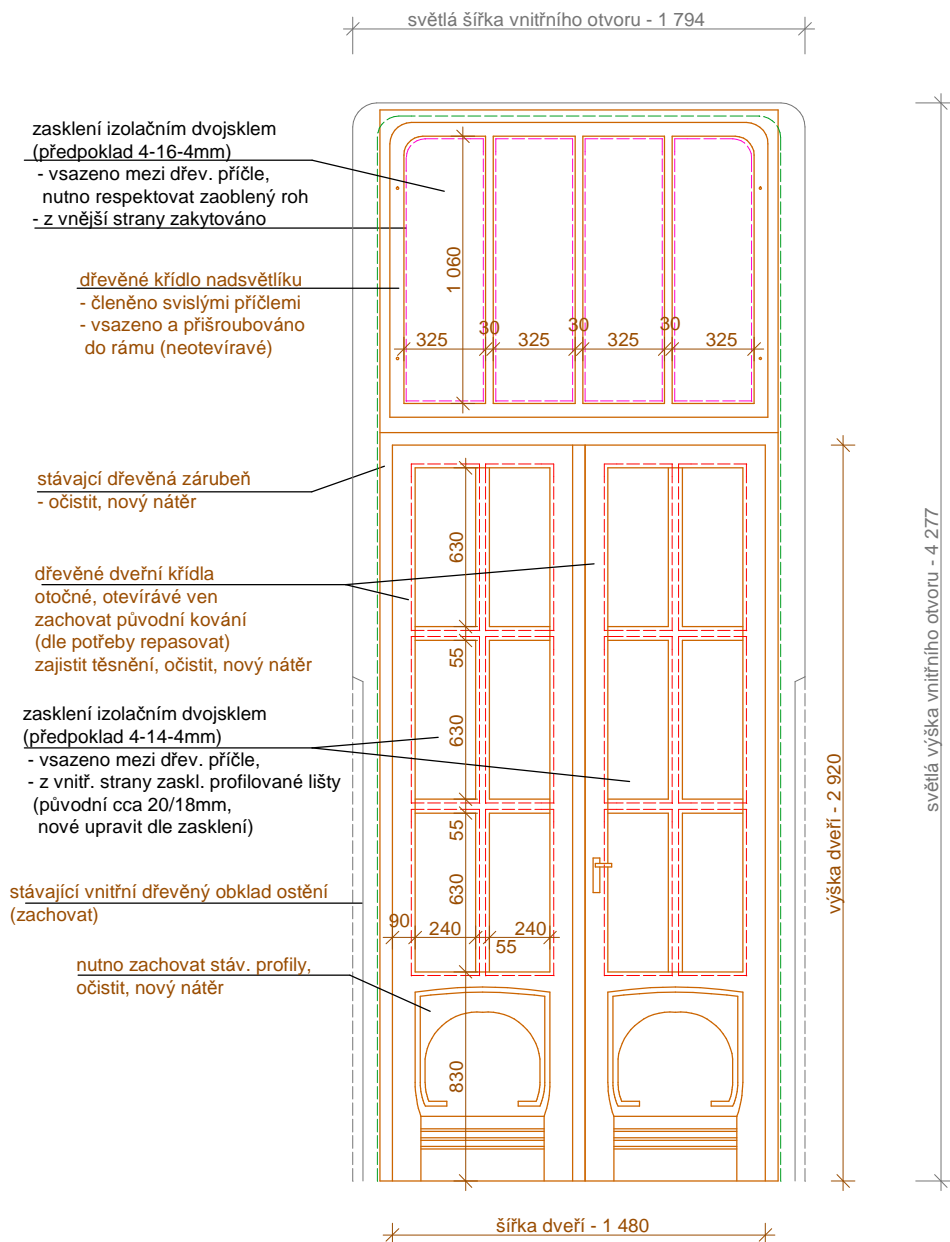 světlá šířka vnitřního otvoru - 1 794
zasklení izolačním dvojsklem
(předpoklad 4-16-4mm)
- vsazeno mezi dřev. příčle,
nutno respektovat zaoblený roh
- z vnější strany zakytováno
1 060
dřevěné křídlo nadsvětlíku
- členěno svislými příčlemi
- vsazeno a přišroubováno
do rámu (neotevíravé)
325
30
325
30
325
30
325
stávajcí dřevěná zárubeň
- očistit, nový nátěr
630
dřevěné dveřní křídla
otočné, otevírávé ven
zachovat původní kování
(dle potřeby repasovat)
zajistit těsnění, očistit, nový nátěr
55
zasklení izolačním dvojsklem
(předpoklad 4-14-4mm)
- vsazeno mezi dřev. příčle,
- z vnitř. strany zaskl. profilované lišty
(původní cca 20/18mm,
nové upravit dle zasklení)
630
55
stávající vnitřní dřevěný obklad ostění
(zachovat)
630
90
240
55
240
nutno zachovat stáv. profily,
očistit, nový nátěr
830
výška dveří - 2 920
světlá výška vnitřního otvoru - 4 277
šířka dveří - 1 480